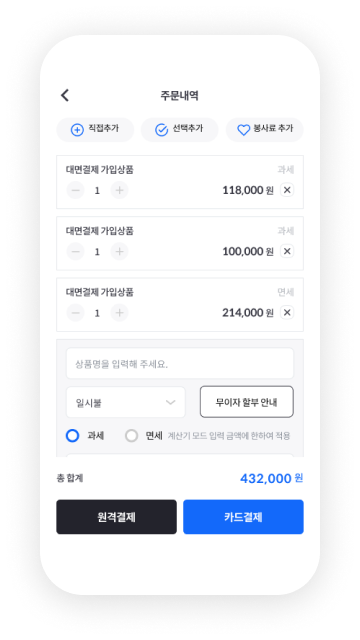 주문내역
직접추가 선택추가 봉사료 추가
대면결제 가입상품 과세
1 118,000 원
대면결제 가입상품 과세
1 100,000 원
대면결제 가입상품 면세
1 214,000 원
상품명을 입력해 주세요.
일시불 무이자 할부 안내
과세 면세 계산기 모드 입력 금액에 한하여 적용
총 합계 432,000 원
원격결제 카드결제